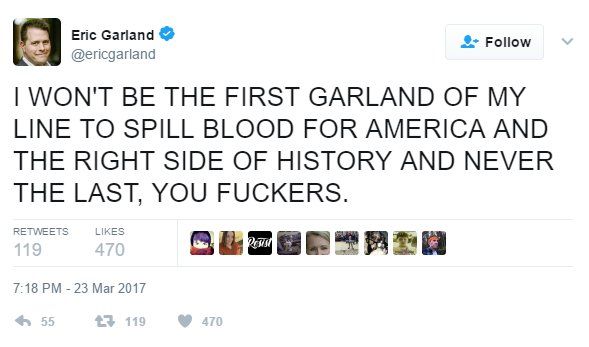 Eric Garland
@ericgarland
Follow
I WON'T BE THE FIRST GARLAND OF MY
LINE TO SPILL BLOOD FOR AMERICA AND
THE RIGHT SIDE OF HISTORY AND NEVER
THE LAST, YOU FUCKERS.
RETWEETS LIKES
119 470
Resist
7:18 PM - 23 Mar 2017
55 119 470